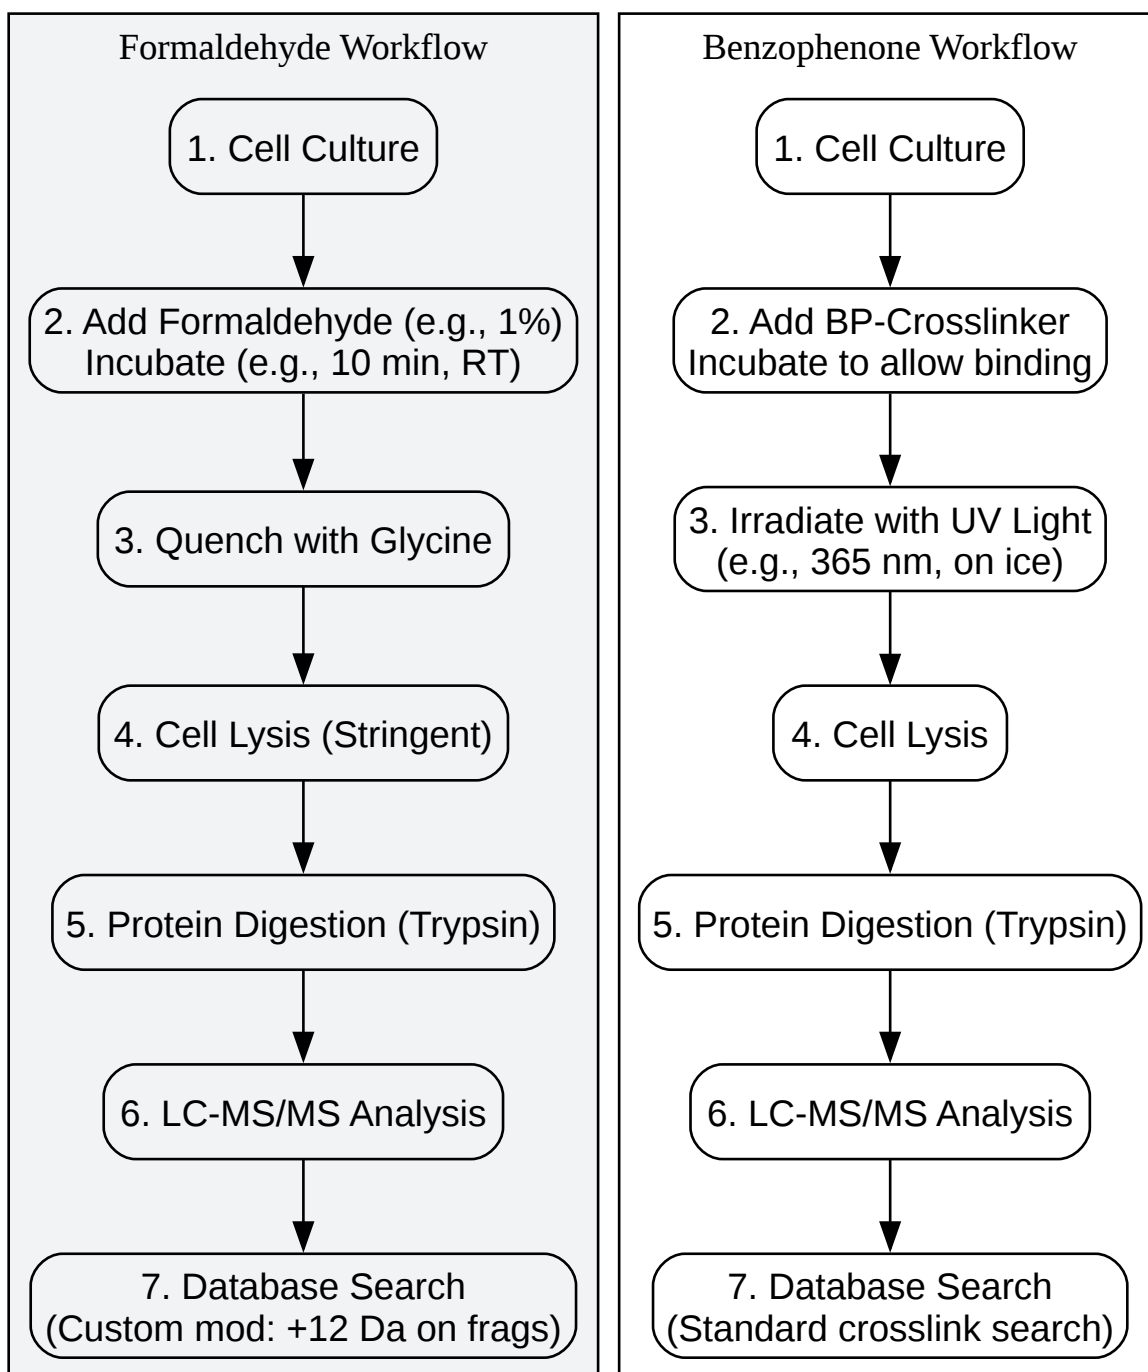 Formaldehyde Workflow
1. Cell Culture
2. Add Formaldehyde (e.g., 1%)
Incubate (e.g., 10 min, RT)
3. Quench with Glycine
4. Cell Lysis (Stringent)
5. Protein Digestion (Trypsin)
6. LC-MS/MS Analysis
7. Database Search
(Custom mod: +12 Da on frags)
Benzophenone Workflow
1. Cell Culture
2. Add BP-Crosslinker
Incubate to allow binding
3. Irradiate with UV Light
(e.g., 365 nm, on ice)
4. Cell Lysis
5. Protein Digestion (Trypsin)
6. LC-MS/MS Analysis
7. Database Search
(Standard crosslink search)